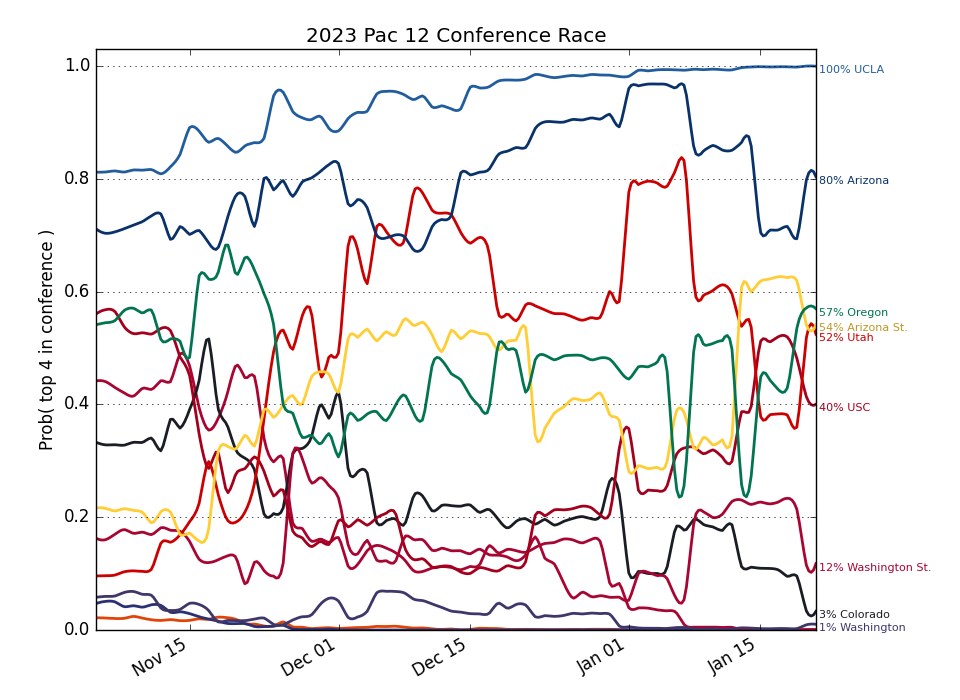 2023 Pac 12 Conference Race
Prob( top 4 in conference )
1.0
0.8
0.6
0.4
0.2
0.0
Nov 15
Dec 01
Dec 15
Jan 01
Jan 15
100% UCLA
80% Arizona
57% Oregon
54% Arizona St.
52% Utah
40% USC
12% Washington St.
3% Colorado
1% Washington